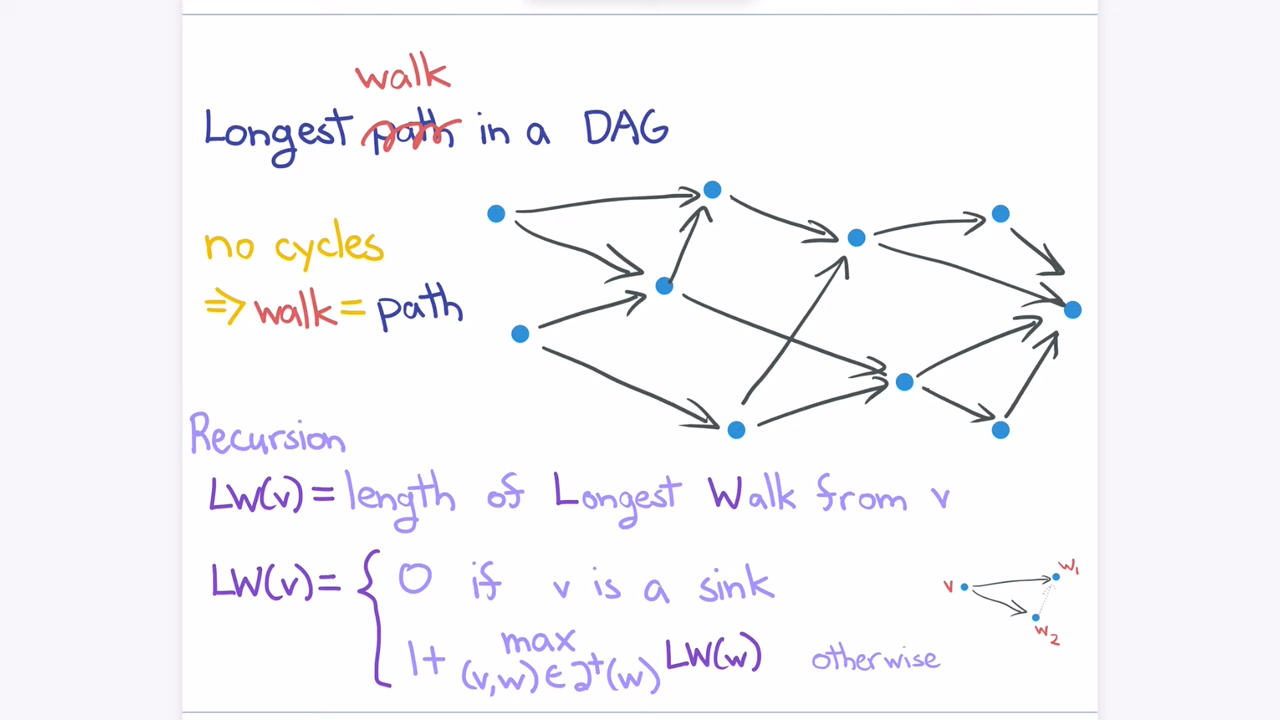 walk
Longest path in a DAG
no cycles
⇒ walk = path
Recursion
LW(v) = length of Longest Walk from v
LW(v) = { 0 if v is a sink
1 + max LW(w) otherwise
(v,w) ∈ ∂⁺(w)
v
w₁
w₂